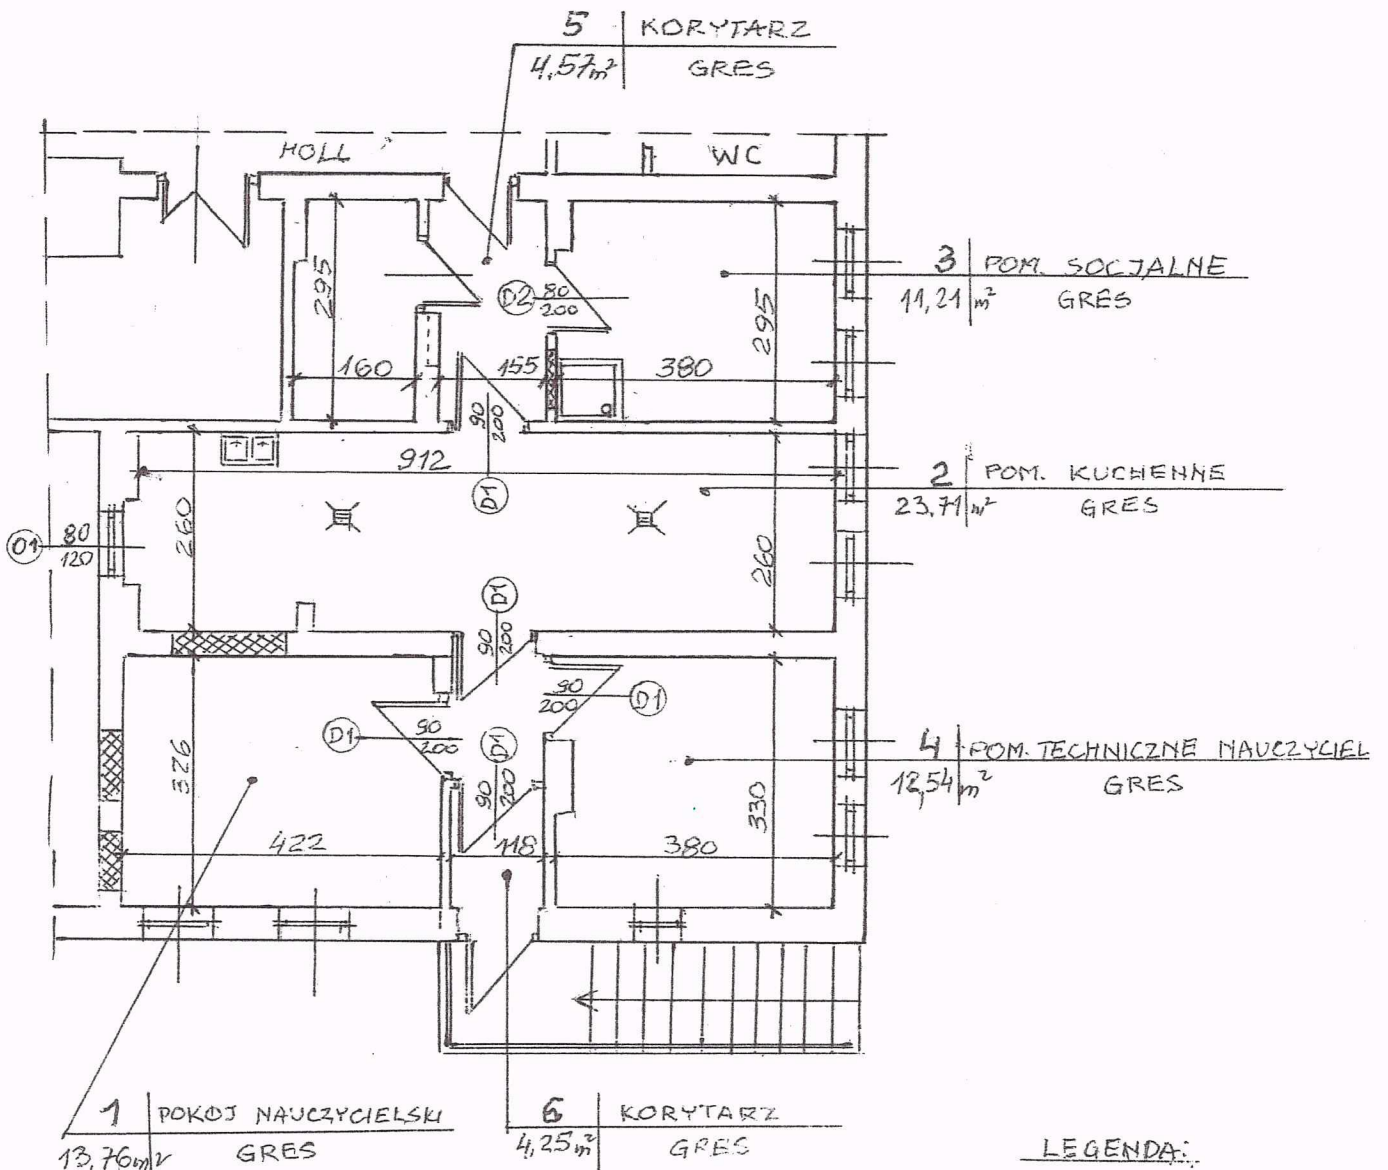 5 KORYTARZ
4,57m² GRES
HOLL
WC
295
3 POM. SOCJALNE
11,21 m² GRES
D2 80
200
295
160
155
380
90
200
912
2 POM. KUCHENNE
23,71 m² GRES
D1
O1 80
120
260
260
D1
90
200
90
200 D1
D1 90
200
D1
90
200
4 POM. TECHNICZNE NAUCZYCIEL
12,54 m² GRES
326
330
422
118
380
1 POKÓJ NAUCZYCIELSKI
13,76m² GRES
6 KORYTARZ
4,25m² GRES
LEGENDA: